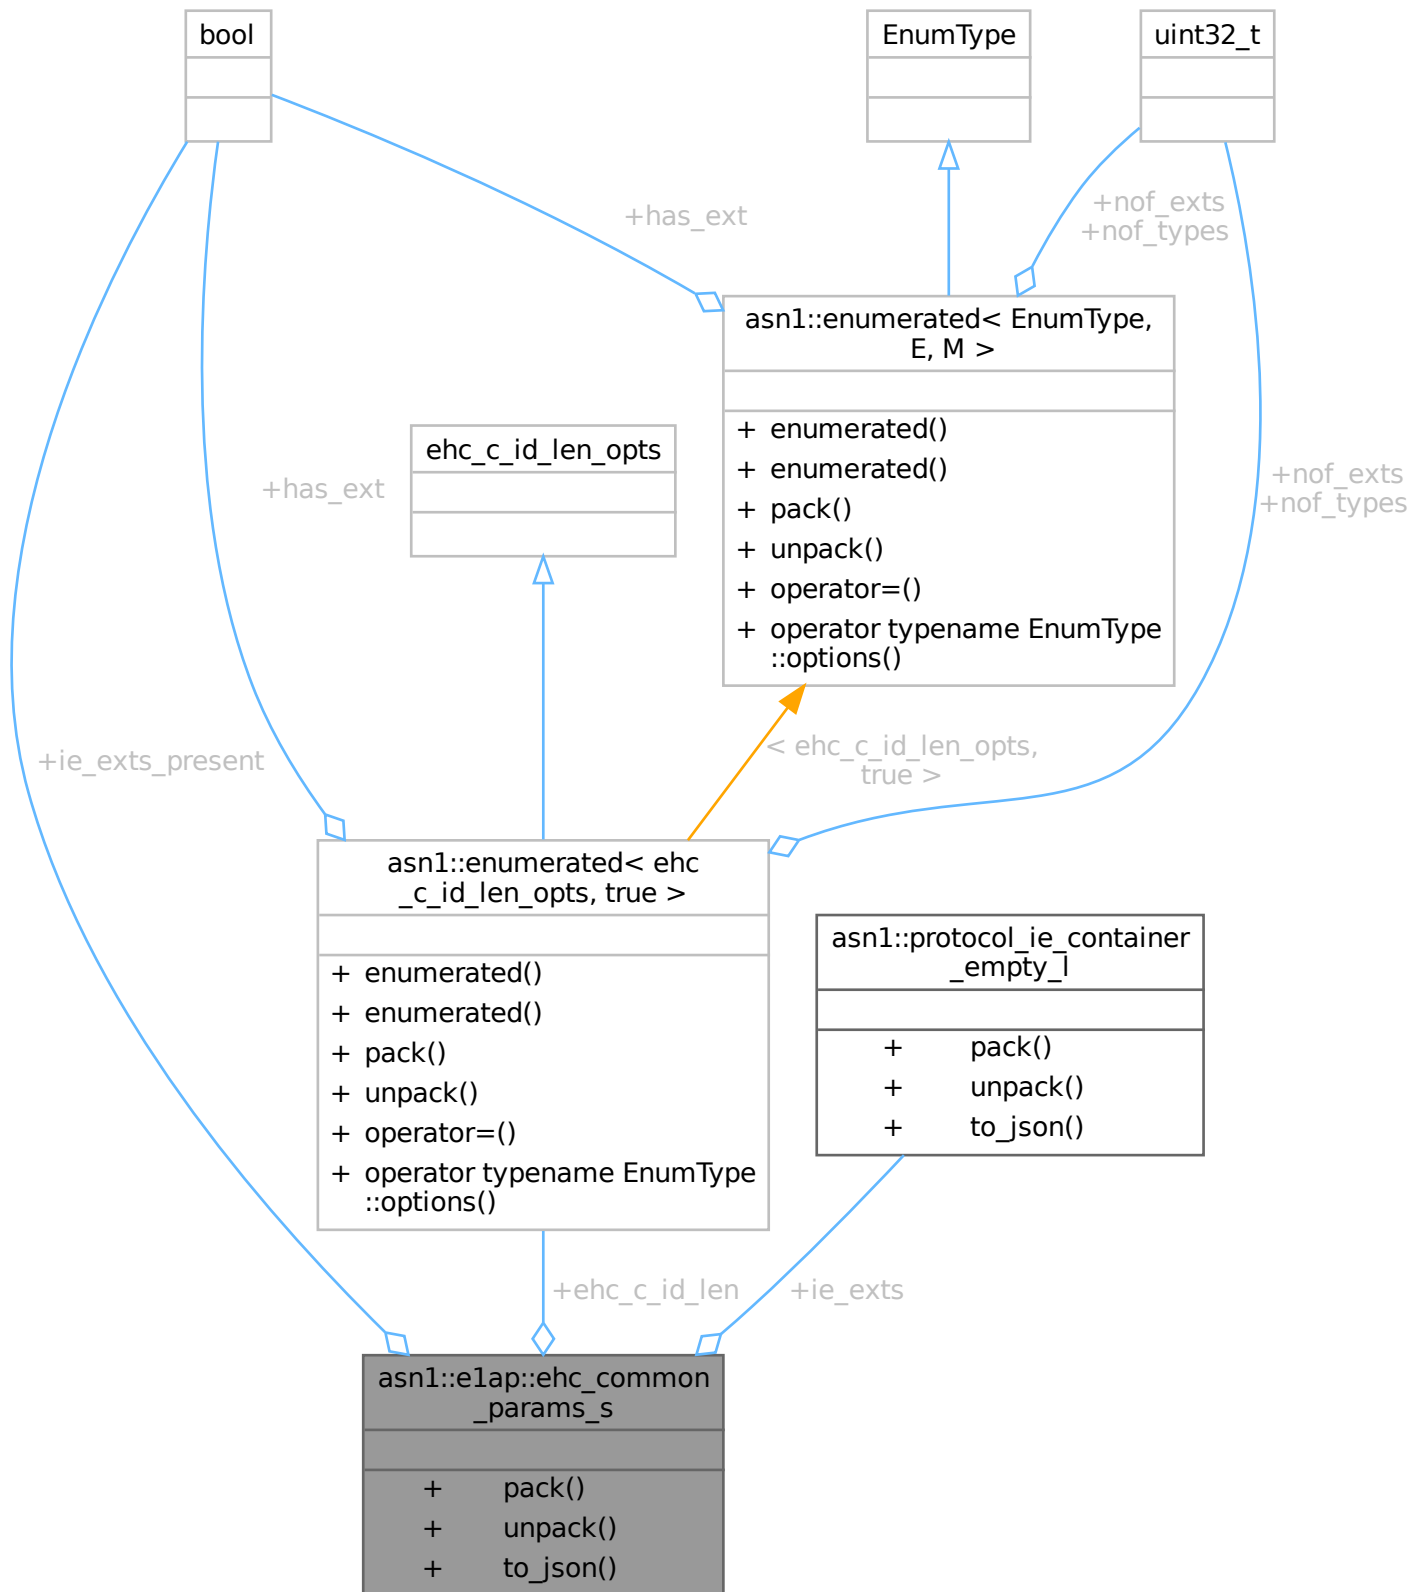 bool
EnumType
uint32_t
+has_ext
+nof_exts
+nof_types
asn1::enumerated< EnumType,
E, M >
+ enumerated()
+ enumerated()
+ pack()
+ unpack()
+ operator=()
+ operator typename EnumType
::options()
ehc_c_id_len_opts
+has_ext
+nof_exts
+nof_types
+ie_exts_present
< ehc_c_id_len_opts,
true >
asn1::enumerated< ehc
_c_id_len_opts, true >
+ enumerated()
+ enumerated()
+ pack()
+ unpack()
+ operator=()
+ operator typename EnumType
::options()
asn1::protocol_ie_container
_empty_l
+ pack()
+ unpack()
+ to_json()
+ehc_c_id_len
+ie_exts
asn1::e1ap::ehc_common
_params_s
+ pack()
+ unpack()
+ to_json()